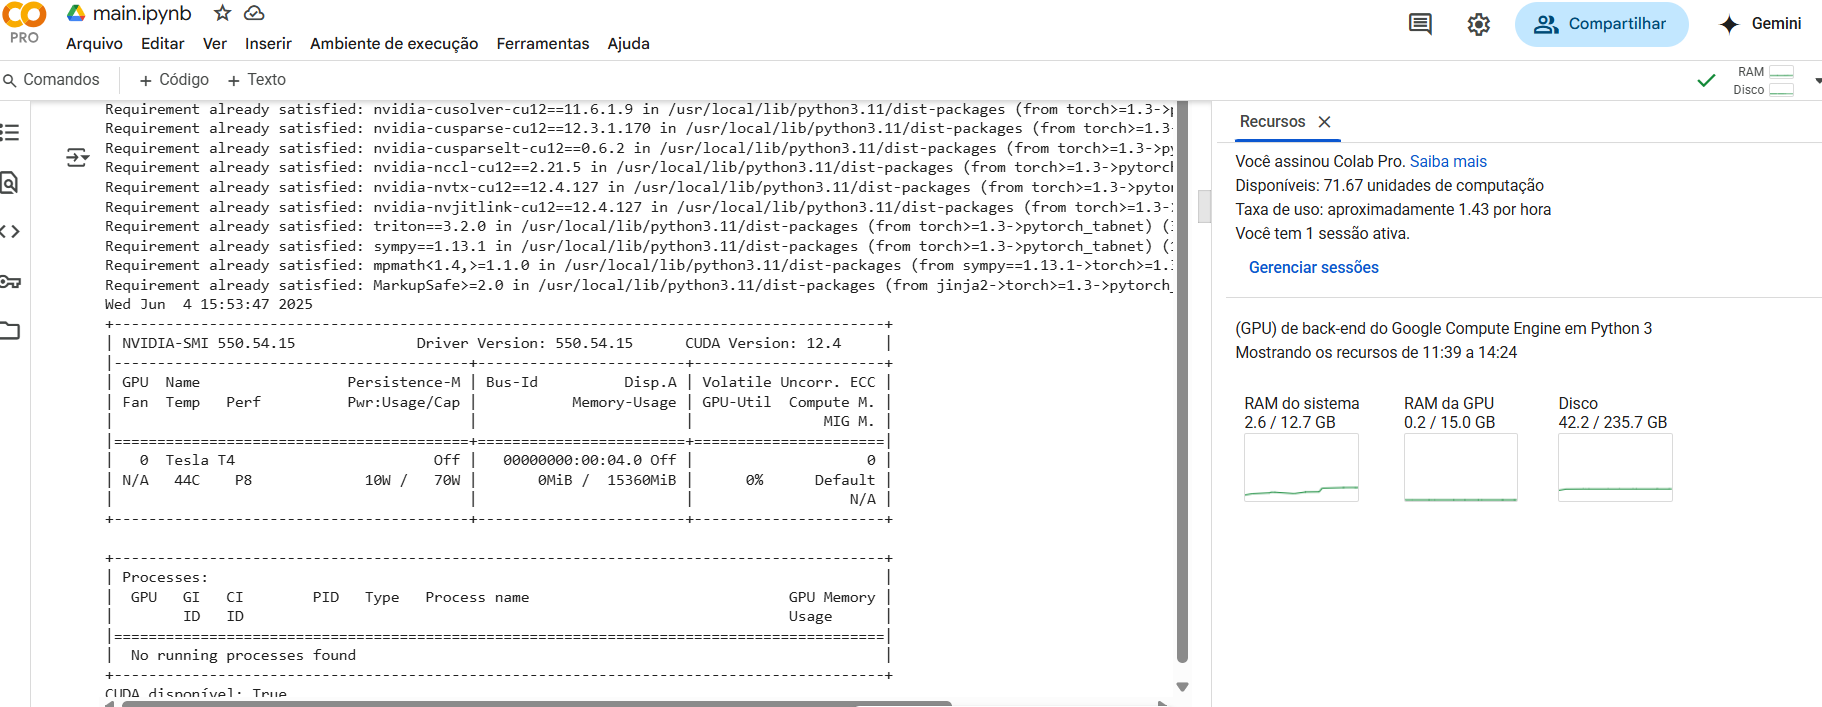 CO
PRO
main.ipynb
Arquivo Editar Ver Inserir Ambiente de execução Ferramentas Ajuda
Compartilhar
Gemini
Comandos + Código + Texto
RAM
Disco
Requirement already satisfied: nvidia-cusolver-cu12==11.6.1.9 in /usr/local/lib/python3.11/dist-packages (from torch>=1.3->p
Requirement already satisfied: nvidia-cusparse-cu12==12.3.1.170 in /usr/local/lib/python3.11/dist-packages (from torch>=1.3-
Requirement already satisfied: nvidia-cusparselt-cu12==0.6.2 in /usr/local/lib/python3.11/dist-packages (from torch>=1.3->py
Requirement already satisfied: nvidia-nccl-cu12==2.21.5 in /usr/local/lib/python3.11/dist-packages (from torch>=1.3->pytorch
Requirement already satisfied: nvidia-nvtx-cu12==12.4.127 in /usr/local/lib/python3.11/dist-packages (from torch>=1.3->pytor
Requirement already satisfied: nvidia-nvjitlink-cu12==12.4.127 in /usr/local/lib/python3.11/dist-packages (from torch>=1.3-
Requirement already satisfied: triton==3.2.0 in /usr/local/lib/python3.11/dist-packages (from torch>=1.3->pytorch_tabnet) (
Requirement already satisfied: sympy==1.13.1 in /usr/local/lib/python3.11/dist-packages (from torch>=1.3->pytorch_tabnet) (
Requirement already satisfied: mpmath<1.4,>=1.1.0 in /usr/local/lib/python3.11/dist-packages (from sympy==1.13.1->torch>=1.
Requirement already satisfied: MarkupSafe>=2.0 in /usr/local/lib/python3.11/dist-packages (from jinja2->torch>=1.3->pytorch_
Wed Jun 4 15:53:47 2025
NVIDIA-SMI 550.54.15 Driver Version: 550.54.15 CUDA Version: 12.4
GPU Name Persistence-M | Bus-Id Disp.A | Volatile Uncorr. ECC
Fan Temp Perf Pwr:Usage/Cap | Memory-Usage | GPU-Util Compute M.
MIG M.
0 Tesla T4 Off | 00000000:00:04.0 Off | 0
N/A 44C P8 10W / 70W | 0MiB / 15360MiB | 0% Default
N/A
Processes:
GPU GI CI PID Type Process name GPU Memory
ID ID Usage
No running processes found
CUDA disponível: True
Recursos
Você assinou Colab Pro. Saiba mais
Disponíveis: 71.67 unidades de computação
Taxa de uso: aproximadamente 1.43 por hora
Você tem 1 sessão ativa.
Gerenciar sessões
(GPU) de back-end do Google Compute Engine em Python 3
Mostrando os recursos de 11:39 a 14:24
RAM do sistema
2.6 / 12.7 GB
RAM da GPU
0.2 / 15.0 GB
Disco
42.2 / 235.7 GB